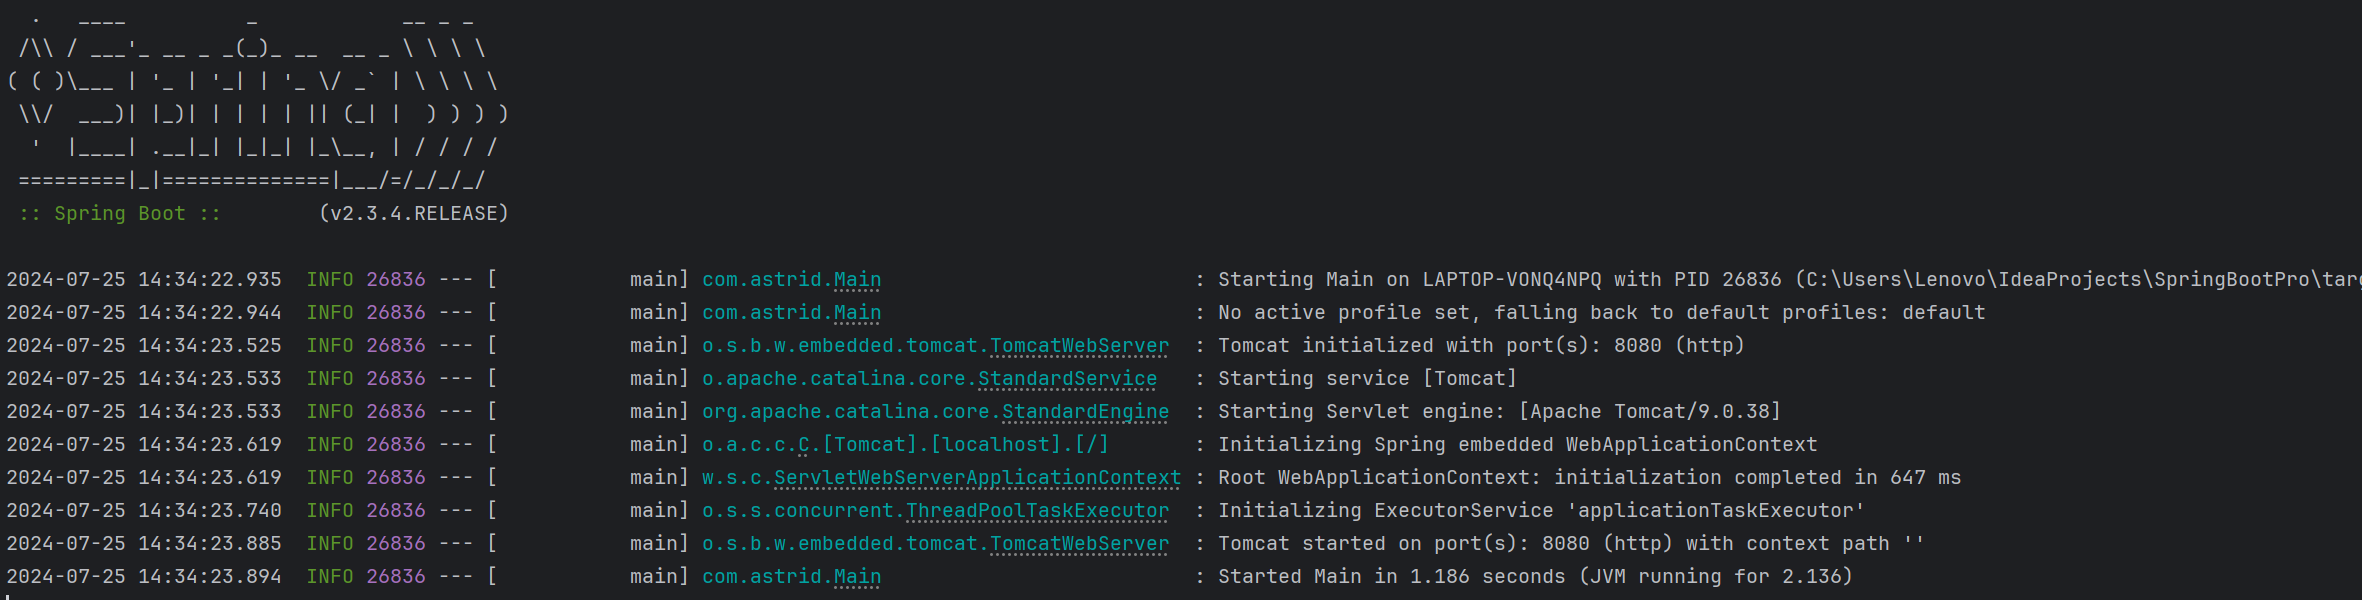 .   ____          _            __ _ _
 /\\ / ___'_ __ _ _(_)_ __  __ _ \ \ \ \
( ( )\___ | '_ | '_| | '_ \/ _` | \ \ \ \
 \\/  ___)| |_)| | | | | || (_| |  ) ) ) )
  '  |____| .__|_| |_|_| |_\__, | / / / /
 =========|_|==============|___/=/_/_/_/
 :: Spring Boot ::        (v2.3.4.RELEASE)
2024-07-25 14:34:22.935  INFO 26836 --- [           main] com.astrid.Main                          : Starting Main on LAPTOP-VONQ4NPQ with PID 26836 (C:\Users\Lenovo\IdeaProjects\SpringBootPro\targ
2024-07-25 14:34:22.944  INFO 26836 --- [           main] com.astrid.Main                          : No active profile set, falling back to default profiles: default
2024-07-25 14:34:23.525  INFO 26836 --- [           main] o.s.b.w.embedded.tomcat.TomcatWebServer  : Tomcat initialized with port(s): 8080 (http)
2024-07-25 14:34:23.533  INFO 26836 --- [           main] o.apache.catalina.core.StandardService   : Starting service [Tomcat]
2024-07-25 14:34:23.533  INFO 26836 --- [           main] org.apache.catalina.core.StandardEngine  : Starting Servlet engine: [Apache Tomcat/9.0.38]
2024-07-25 14:34:23.619  INFO 26836 --- [           main] o.a.c.c.C.[Tomcat].[localhost].[/]       : Initializing Spring embedded WebApplicationContext
2024-07-25 14:34:23.619  INFO 26836 --- [           main] w.s.c.ServletWebServerApplicationContext : Root WebApplicationContext: initialization completed in 647 ms
2024-07-25 14:34:23.740  INFO 26836 --- [           main] o.s.s.concurrent.ThreadPoolTaskExecutor  : Initializing ExecutorService 'applicationTaskExecutor'
2024-07-25 14:34:23.885  INFO 26836 --- [           main] o.s.b.w.embedded.tomcat.TomcatWebServer  : Tomcat started on port(s): 8080 (http) with context path ''
2024-07-25 14:34:23.894  INFO 26836 --- [           main] com.astrid.Main                          : Started Main in 1.186 seconds (JVM running for 2.136)